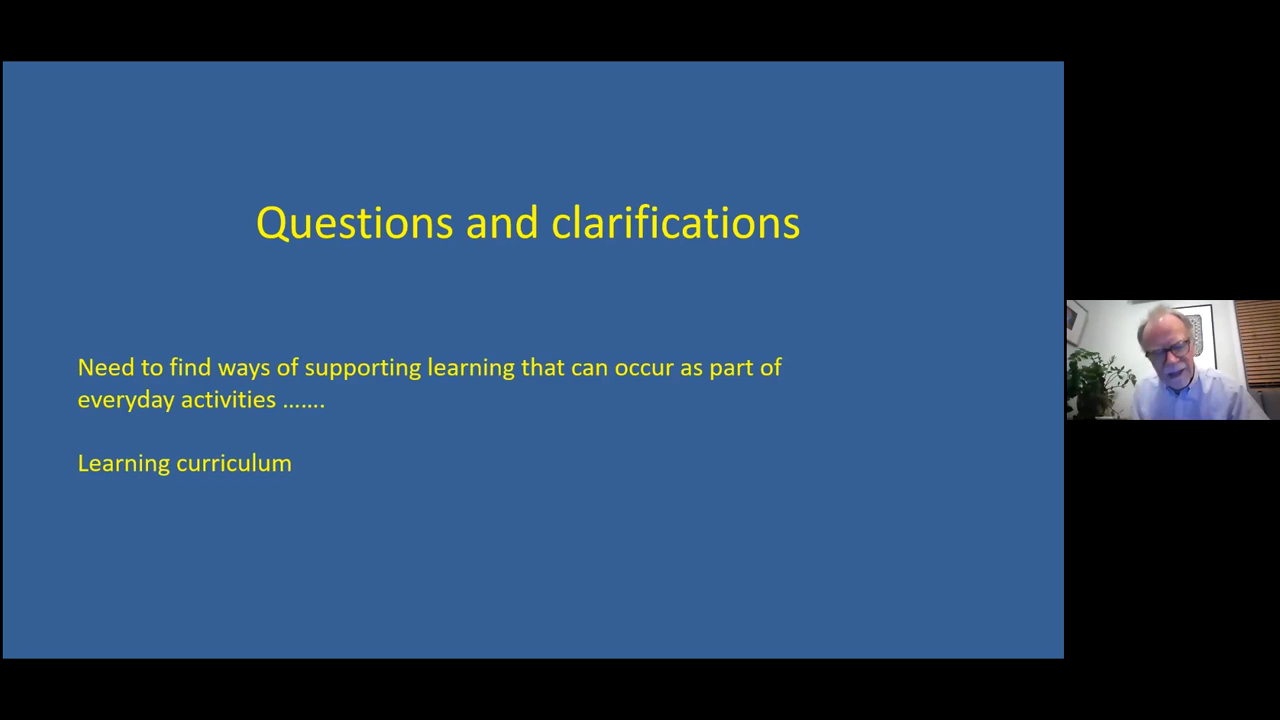 Questions and clarifications
Need to find ways of supporting learning that can occur as part of
everyday activities …….
Learning curriculum